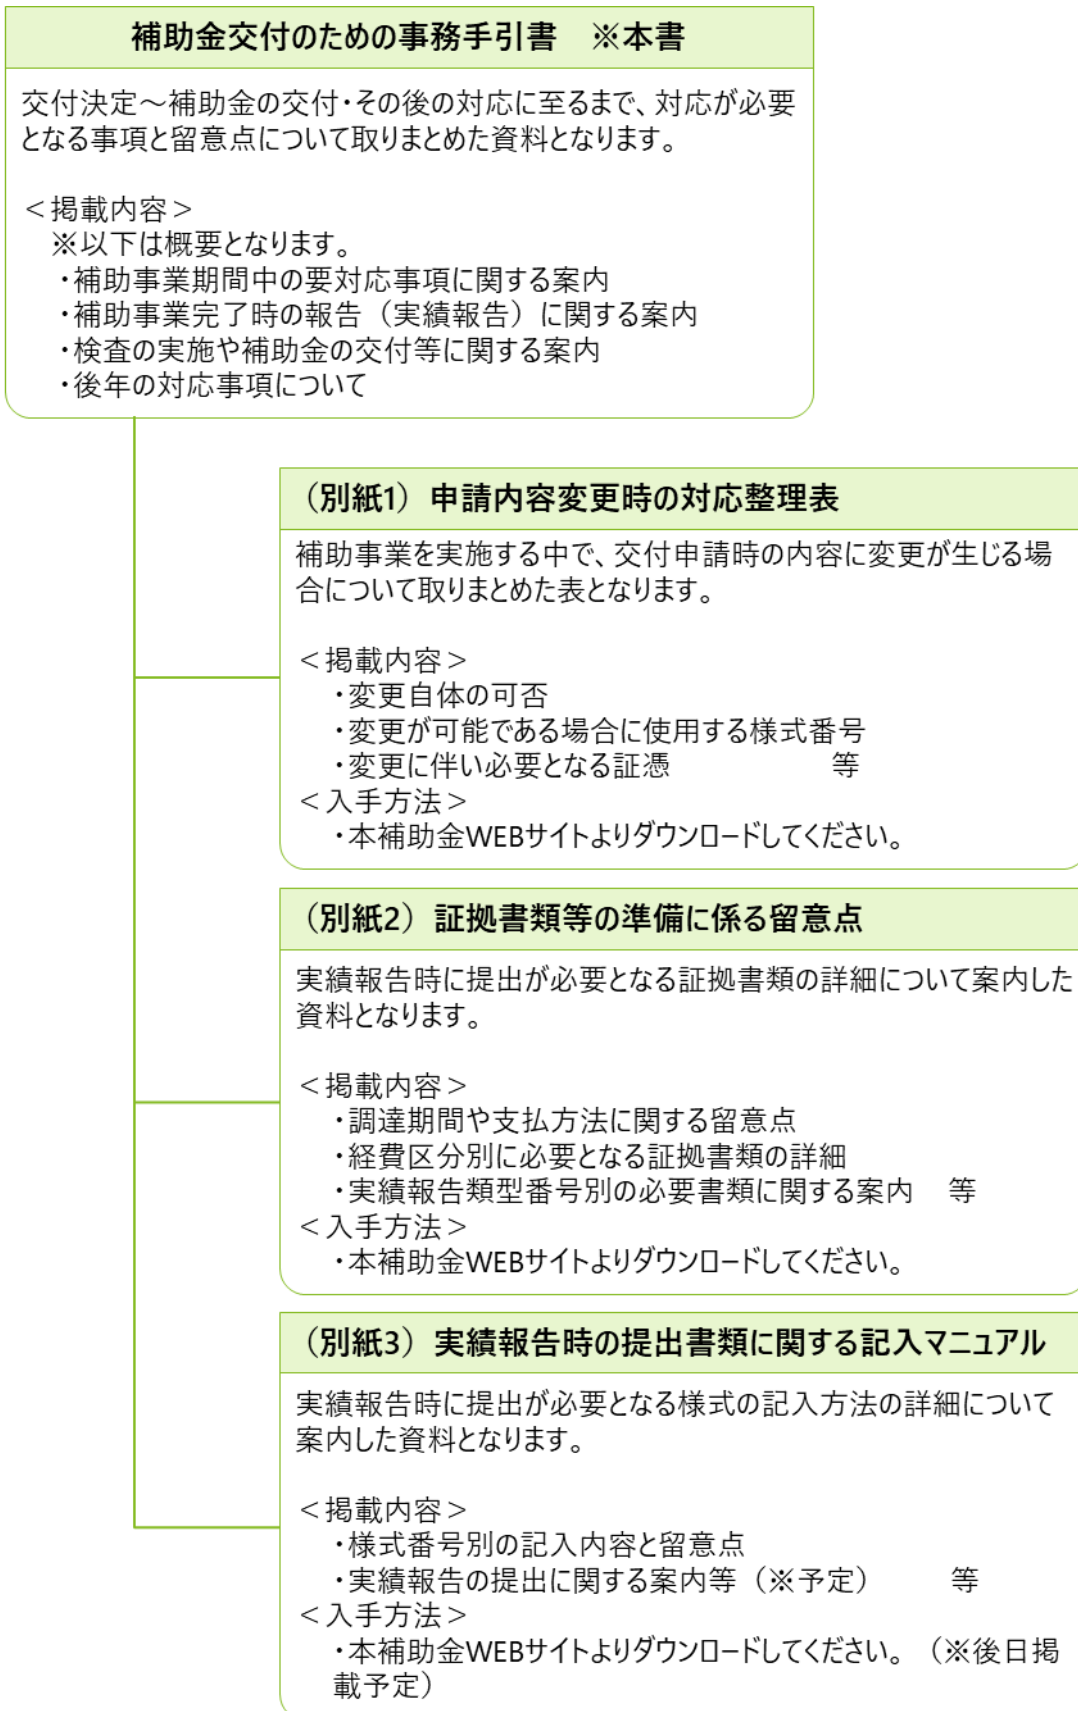 補助金交付のための事務手引書　※本書
交付決定～補助金の交付・その後の対応に至るまで、対応が必要
となる事項と留意点について取りまとめた資料となります。
＜掲載内容＞
※以下は概要となります。
・補助事業期間中の要対応事項に関する案内
・補助事業完了時の報告（実績報告）に関する案内
・検査の実施や補助金の交付等に関する案内
・後年の対応事項について
（別紙1）申請内容変更時の対応整理表
補助事業を実施する中で、交付申請時の内容に変更が生じる場
合について取りまとめた表となります。
＜掲載内容＞
・変更自体の可否
・変更が可能である場合に使用する様式番号
・変更に伴い必要となる証憑　　　　　　等
＜入手方法＞
・本補助金WEBサイトよりダウンロードしてください。
（別紙2）証拠書類等の準備に係る留意点
実績報告時に提出が必要となる証拠書類の詳細について案内した
資料となります。
＜掲載内容＞
・調達期間や支払方法に関する留意点
・経費区分別に必要となる証拠書類の詳細
・実績報告類型番号別の必要書類に関する案内　等
＜入手方法＞
・本補助金WEBサイトよりダウンロードしてください。
（別紙3）実績報告時の提出書類に関する記入マニュアル
実績報告時に提出が必要となる様式の記入方法の詳細について
案内した資料となります。
＜掲載内容＞
・様式番号別の記入内容と留意点
・実績報告の提出に関する案内等（※予定）　　　等
＜入手方法＞
・本補助金WEBサイトよりダウンロードしてください。（※後日掲
載予定）